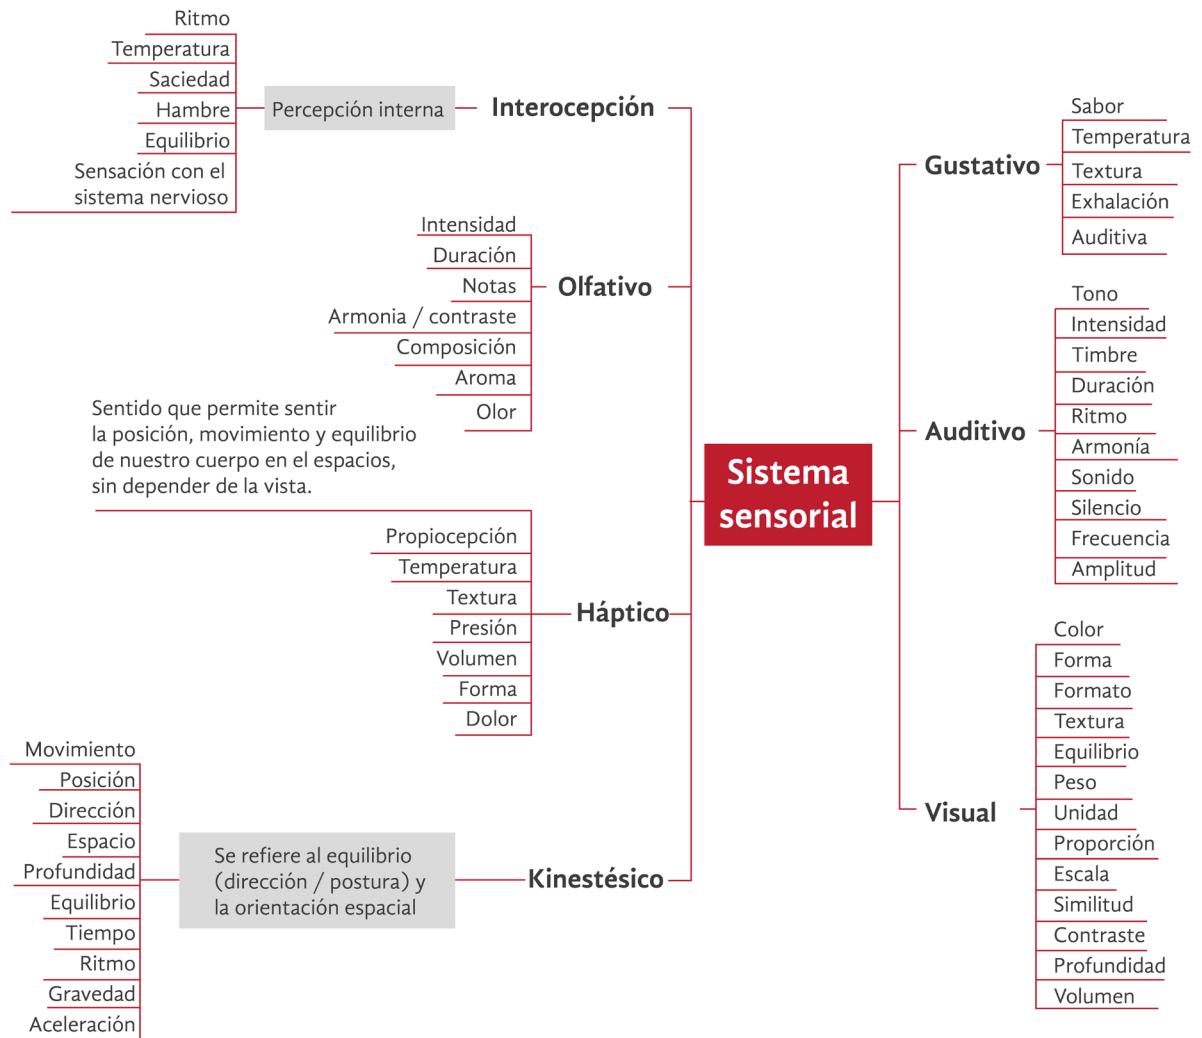 Sistema
sensorial
Interocepción
Percepción interna
Ritmo
Temperatura
Saciedad
Hambre
Equilibrio
Sensación con el
sistema nervioso
Olfativo
Intensidad
Duración
Notas
Armonia / contraste
Composición
Aroma
Olor
Háptico
Sentido que permite sentir
la posición, movimiento y equilibrio
de nuestro cuerpo en el espacios,
sin depender de la vista.
Propiocepción
Temperatura
Textura
Presión
Volumen
Forma
Dolor
Kinestésico
Se refiere al equilibrio
(dirección / postura) y
la orientación espacial
Movimiento
Posición
Dirección
Espacio
Profundidad
Equilibrio
Tiempo
Ritmo
Gravedad
Aceleración
Gustativo
Sabor
Temperatura
Textura
Exhalación
Auditiva
Auditivo
Tono
Intensidad
Timbre
Duración
Ritmo
Armonía
Sonido
Silencio
Frecuencia
Amplitud
Visual
Color
Forma
Formato
Textura
Equilibrio
Peso
Unidad
Proporción
Escala
Similitud
Contraste
Profundidad
Volumen